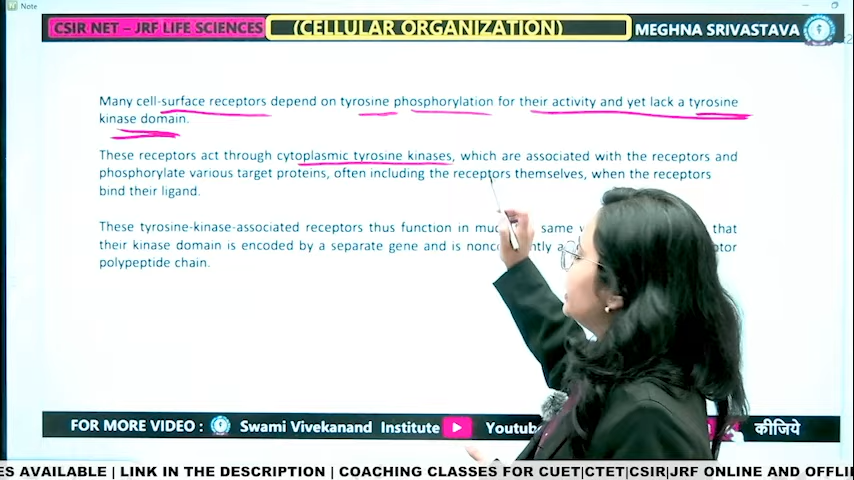 Note
CSIR NET – JRF LIFE SCIENCES (CELLULAR ORGANIZATION) MEGHNA SRIVASTAVA
Many cell-surface receptors depend on tyrosine phosphorylation for their activity and yet lack a tyrosine
kinase domain.
These receptors act through cytoplasmic tyrosine kinases, which are associated with the receptors and
phosphorylate various target proteins, often including the receptors themselves, when the receptors
bind their ligand.
These tyrosine-kinase-associated receptors thus function in same that
their kinase domain is encoded by a separate gene and is
polypeptide chain.
FOR MORE VIDEO : Swami Vivekanand Institute कीजिये
AVAILABLE | LINK IN THE DESCRIPTION | COACHING CLASSES FOR CUET|CTET|CSIR|JRF ONLINE AND